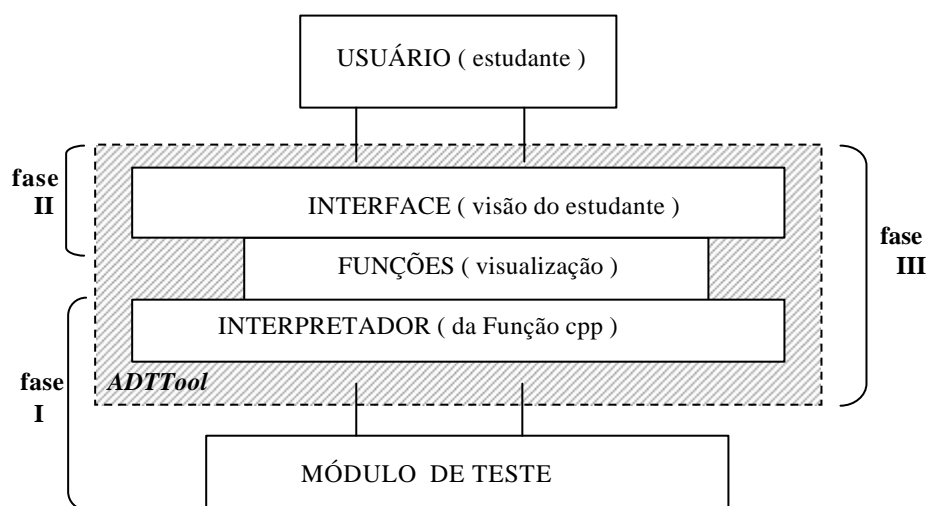 USUÁRIO ( estudante )
fase
II
INTERFACE ( visão do estudante )
fase
III
FUNÇÕES ( visualização )
INTERPRETADOR ( da Função cpp )
ADTTool
fase
I
MÓDULO DE TESTE